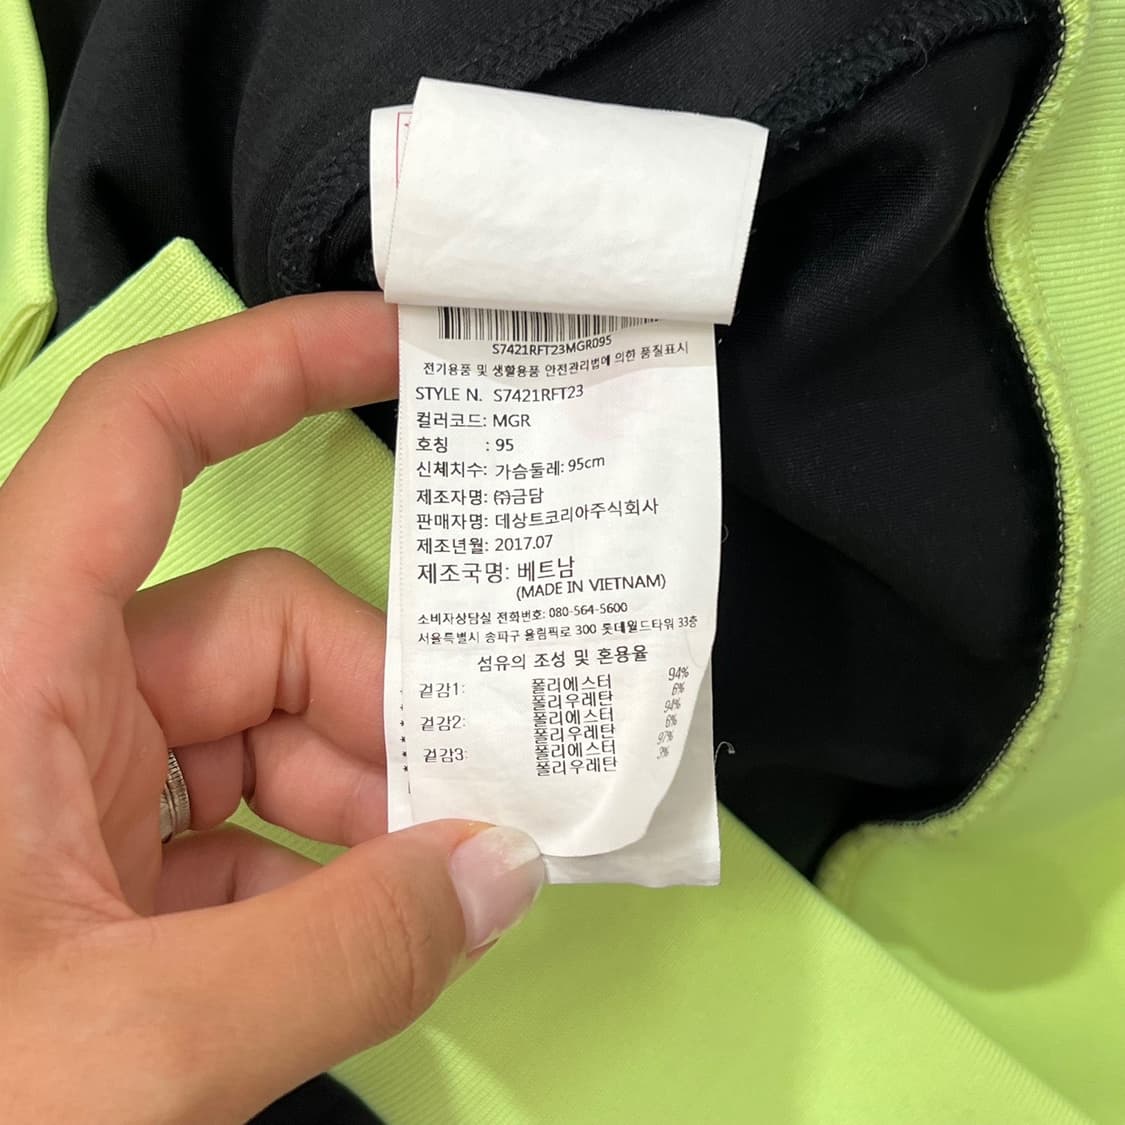 S7421RFT23MGR095
전기용품 및 생활용품 안전관리법에 의한 품질표시
STYLE N. S7421RFT23
컬러코드: MGR
호칭 : 95
신체치수: 가슴둘레: 95cm
제조자명: ㈜금담
판매자명: 데상트코리아주식회사
제조년월: 2017.07
제조국명: 베트남
(MADE IN VIETNAM)
소비자상담실 전화번호: 080-564-5600
서울특별시 송파구 올림픽로 300 롯데월드타워 33층
섬유의 조성 및 혼용율
겉감1: 폴리에스터 94%
폴리우레탄 6%
겉감2: 폴리에스터 94%
폴리우레탄 6%
겉감3: 폴리에스터 97%
폴리우레탄 3%